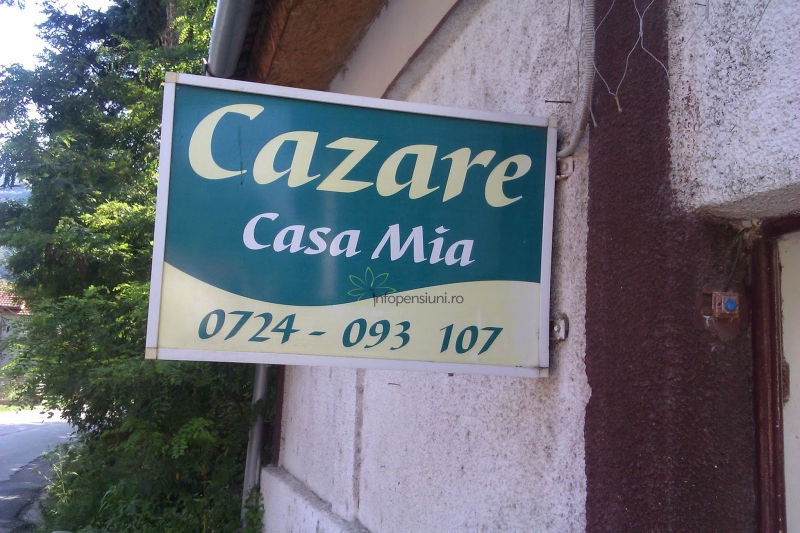 Cazare
Casa Mia
infopensiuni.ro
0724 - 093 107